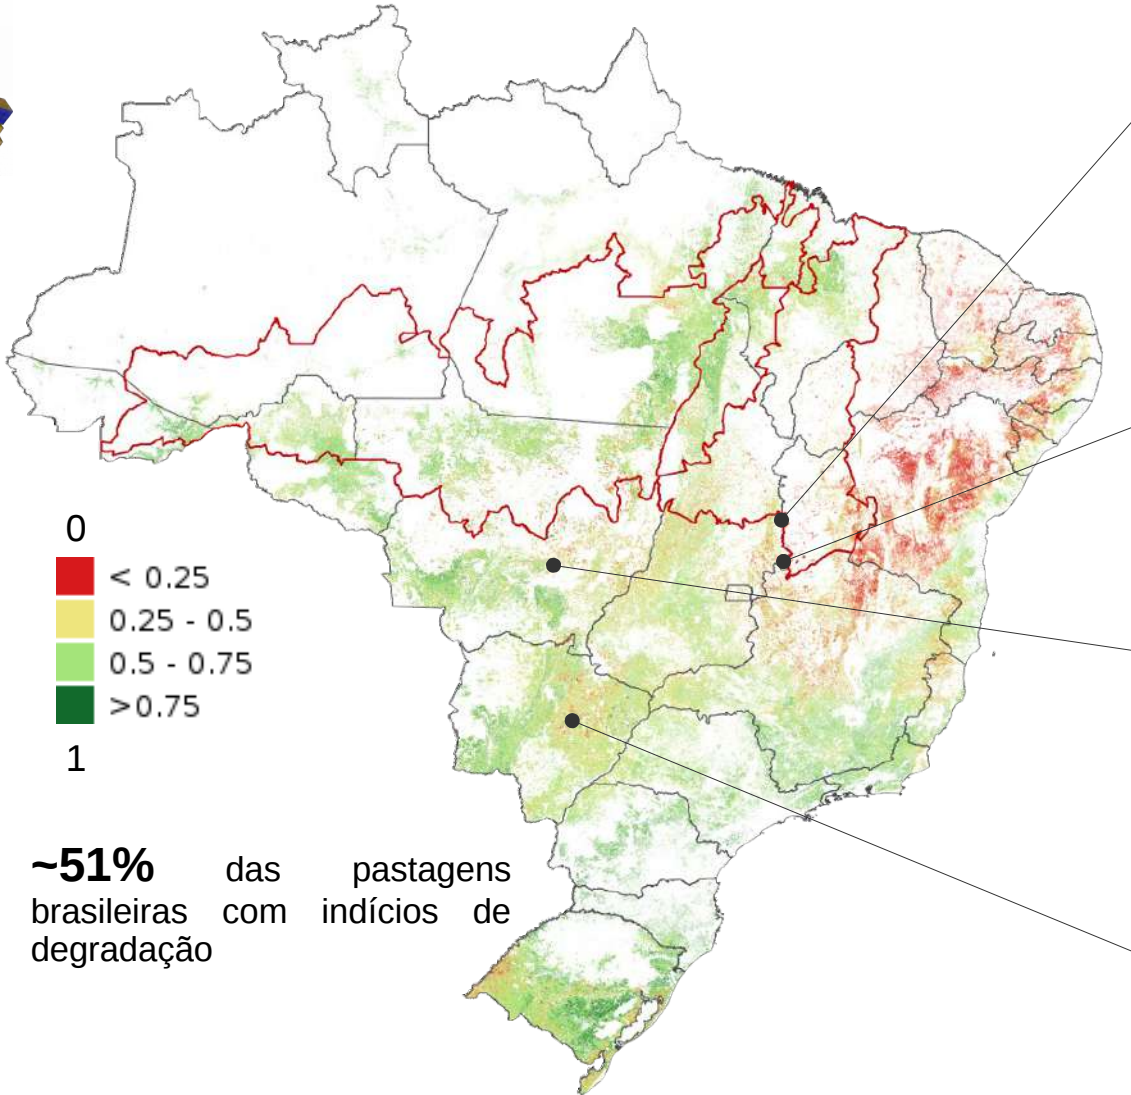 0
< 0.25
0.25 - 0.5
0.5 - 0.75
>0.75
1
~51% das pastagens
brasileiras com indícios de
degradação